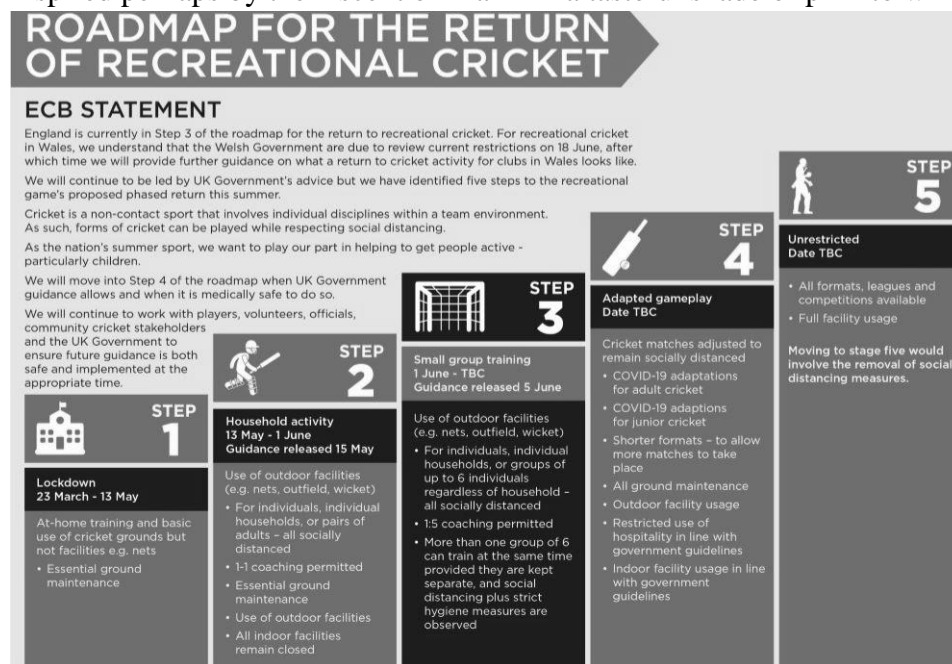 ROADMAP FOR THE RETURN
OF RECREATIONAL CRICKET
ECB STATEMENT
England is currently in Step 3 of the roadmap for the return to recreational cricket. For recreational cricket
in Wales, we understand that the Welsh Government are due to review current restrictions on 18 June, after
which time we will provide further guidance on what a return to cricket activity for clubs in Wales looks like.
We will continue to be led by UK Government's advice but we have identified five steps to the recreational
game's proposed phased return this summer.
Cricket is a non-contact sport that involves individual disciplines within a team environment.
As such, forms of cricket can be played while respecting social distancing.
As the nation's summer sport, we want to play our part in helping to get people active -
particularly children.
We will move into Step 4 of the roadmap when UK Government
guidance allows and when it is medically safe to do so.
We will continue to work with players, volunteers, officials,
community cricket stakeholders
and the UK Government to
ensure future guidance is both
safe and implemented at the
appropriate time.
STEP
1
Lockdown
23 March - 13 May
At-home training and basic
use of cricket grounds but
not facilities e.g. nets
• Essential ground
maintenance
STEP
2
Household activity
13 May - 1 June
Guidance released 15 May
Use of outdoor facilities
(e.g. nets, outfield, wicket)
• For individuals, individual
households, or pairs of
adults – all socially
distanced
• 1-1 coaching permitted
• Essential ground
maintenance
• Use of outdoor facilities
• All indoor facilities
remain closed
STEP
3
Small group training
1 June - TBC
Guidance released 5 June
Use of outdoor facilities
(e.g. nets, outfield, wicket)
• For individuals, individual
households, or groups of
up to 6 individuals
regardless of household –
all socially distanced
• 1:5 coaching permitted
• More than one group of 6
can train at the same time
provided they are kept
separate, and social
distancing plus strict
hygiene measures are
observed
STEP
4
Adapted gameplay
Date TBC
Cricket matches adjusted to
remain socially distanced
• COVID-19 adaptations
for adult cricket
• COVID-19 adaptions
for junior cricket
• Shorter formats – to allow
more matches to take
place
• All ground maintenance
• Outdoor facility usage
• Restricted use of
hospitality in line with
government guidelines
• Indoor facility usage in line
with government
guidelines
STEP
5
Unrestricted
Date TBC
• All formats, leagues and
competitions available
• Full facility usage
Moving to stage five would
involve the removal of social
distancing measures.